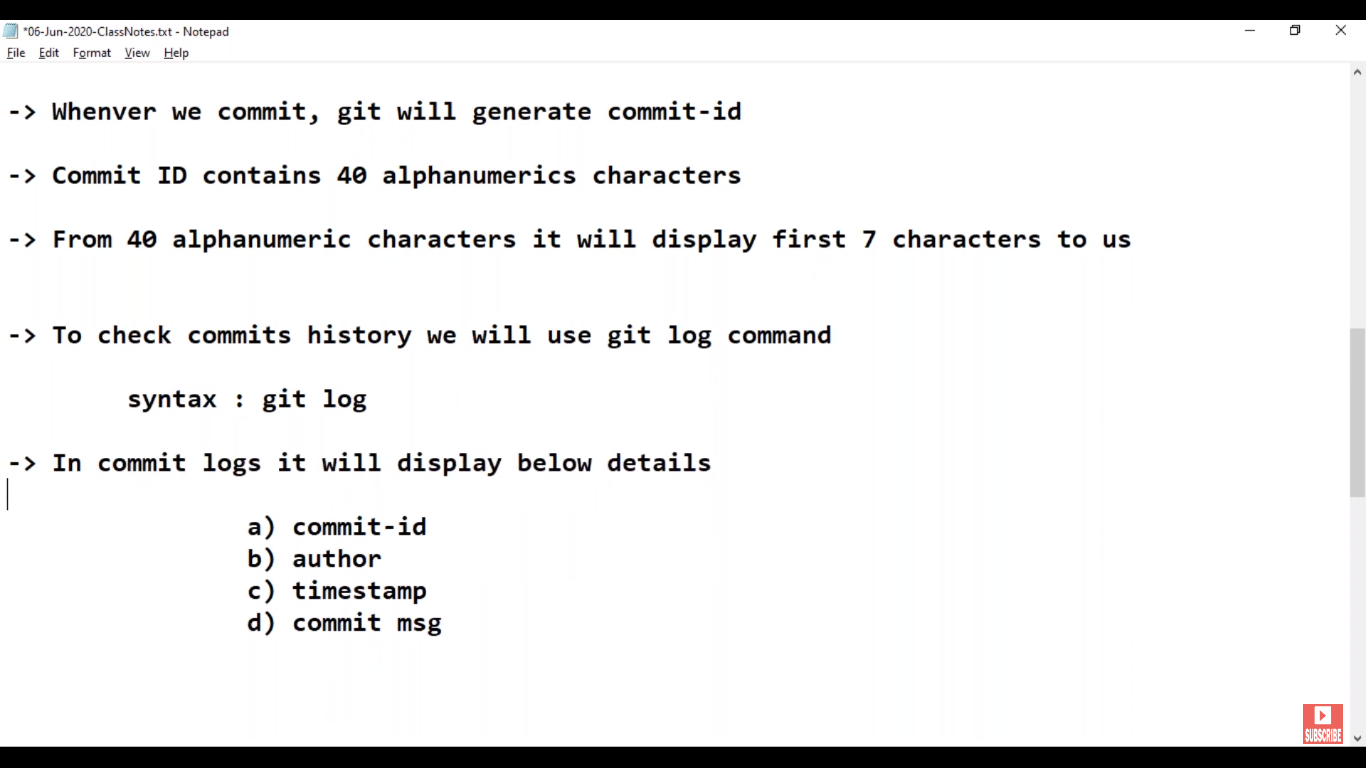 *06-Jun-2020-ClassNotes.txt - Notepad
File Edit Format View Help
-> Whenver we commit, git will generate commit-id
-> Commit ID contains 40 alphanumerics characters
-> From 40 alphanumeric characters it will display first 7 characters to us
-> To check commits history we will use git log command
syntax : git log
-> In commit logs it will display below details
a) commit-id
b) author
c) timestamp
d) commit msg
SUBSCRIBE